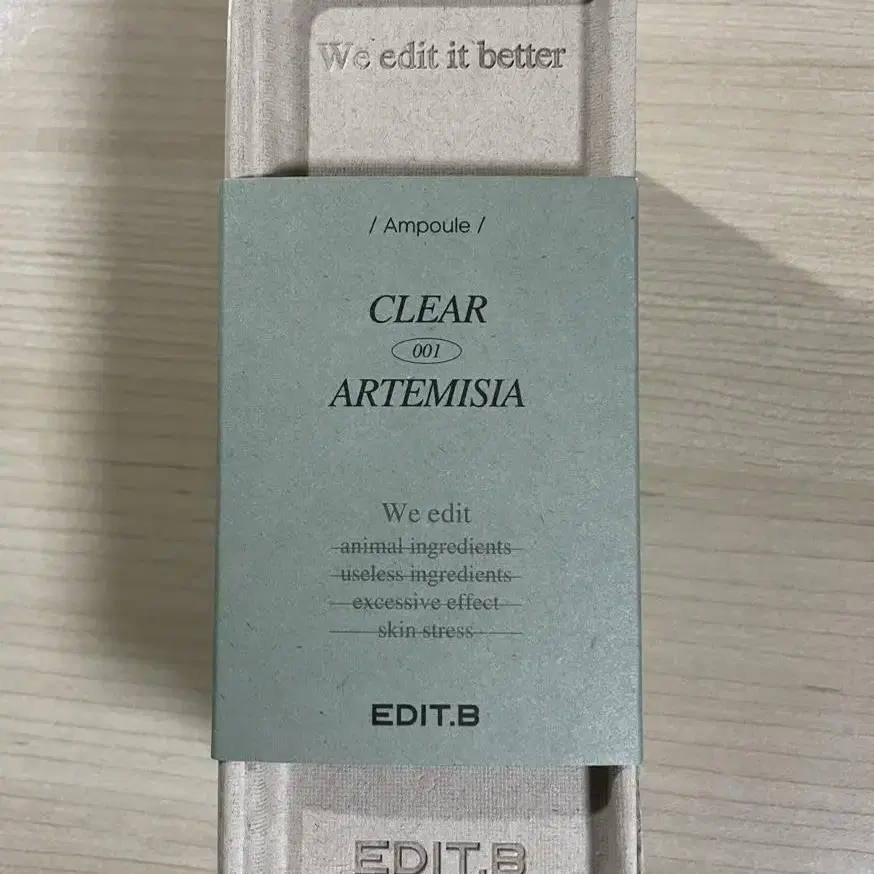 We edit it better
/ Ampoule /
CLEAR
001
ARTEMISIA
We edit
animal ingredients
useless ingredients
excessive effect
skin stress
EDIT.B
EDIT.B